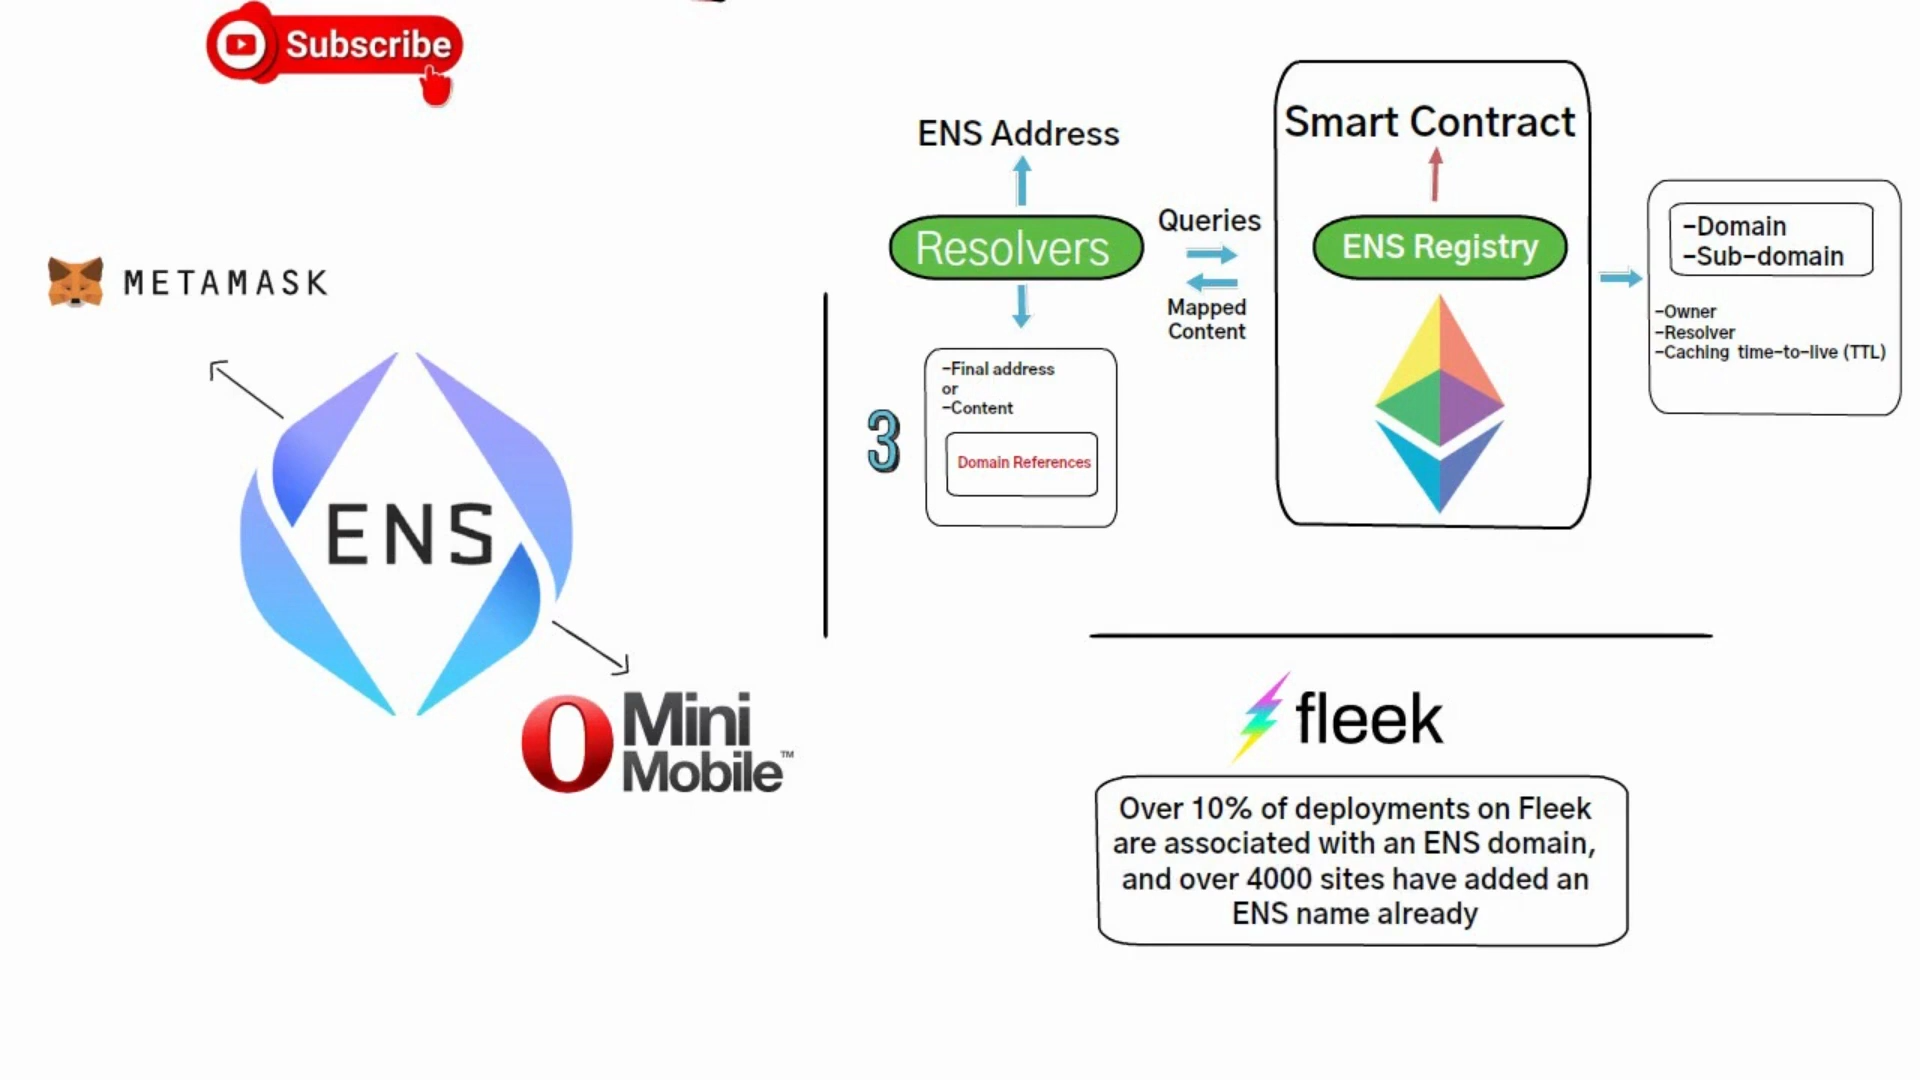 Subscribe
METAMASK
ENS
Mini
Mobile™
ENS Address
Resolvers
Queries
Mapped
Content
3
-Final address
or
-Content
Domain References
Smart Contract
ENS Registry
-Domain
-Sub-domain
-Owner
-Resolver
-Caching time-to-live (TTL)
fleek
Over 10% of deployments on Fleek
are associated with an ENS domain,
and over 4000 sites have added an
ENS name already